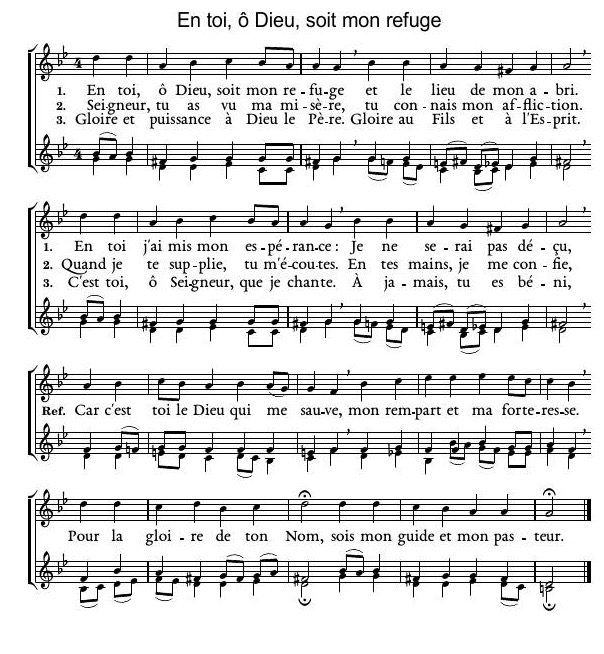 En toi, ô Dieu, soit mon refuge
4
1. En toi, ô Dieu, soit mon re-fu-ge et le lieu de mon a-bri.
2. Seigneur, tu as vu ma mi-sè-re, tu con-nais mon af-flic-tion.
3. Gloire et puissance à Dieu le Pè-re. Gloire au Fils et à l'Es-prit.
4
1. En toi j'ai mis mon es-pé-ran-ce: Je ne se-rai pas dé-çu,
2. Quand je te sup-plie, tu m'é-cou-tes. En tes mains, je me con-fie,
3. C'est toi, ô Seigneur, que je chante. À ja-mais, tu es bé-ni,
Ref. Car c'est toi le Dieu qui me sau-ve, mon rem-part et ma forte-res-se.
Pour la gloi-re de ton Nom, sois mon guide et mon pas-teur.